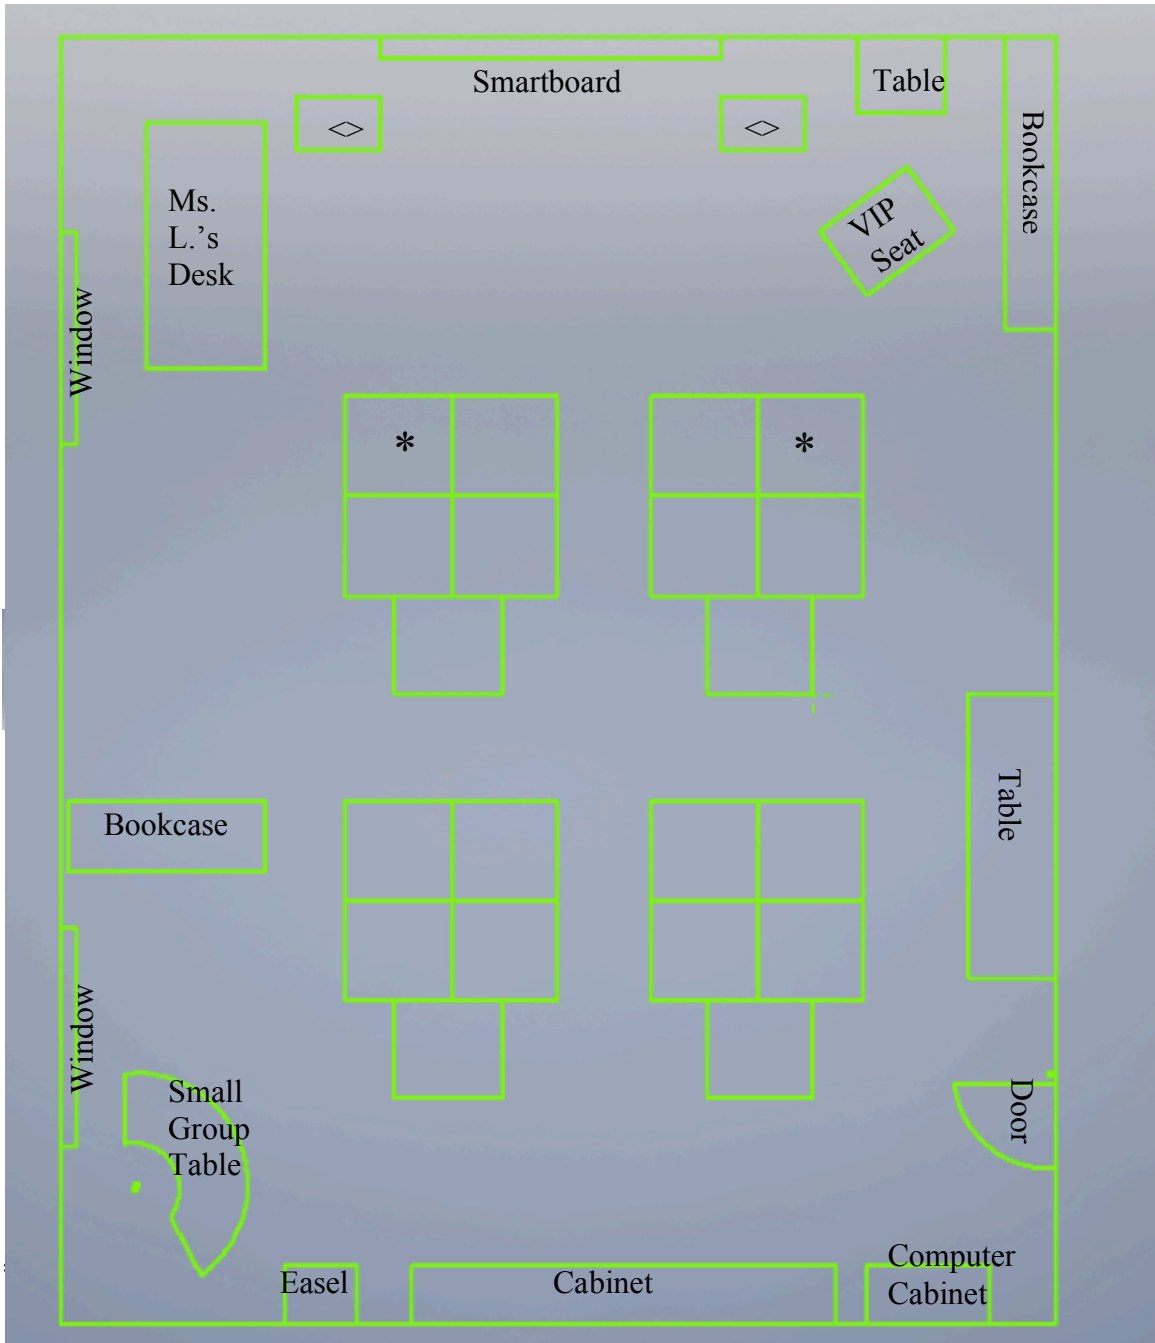 Smartboard
Table
<>
<>
Bookcase
Ms.
L.’s
Desk
VIP
Seat
Window
*
*
Table
Bookcase
Window
Small
Group
Table
Door
Easel
Cabinet
Computer
Cabinet